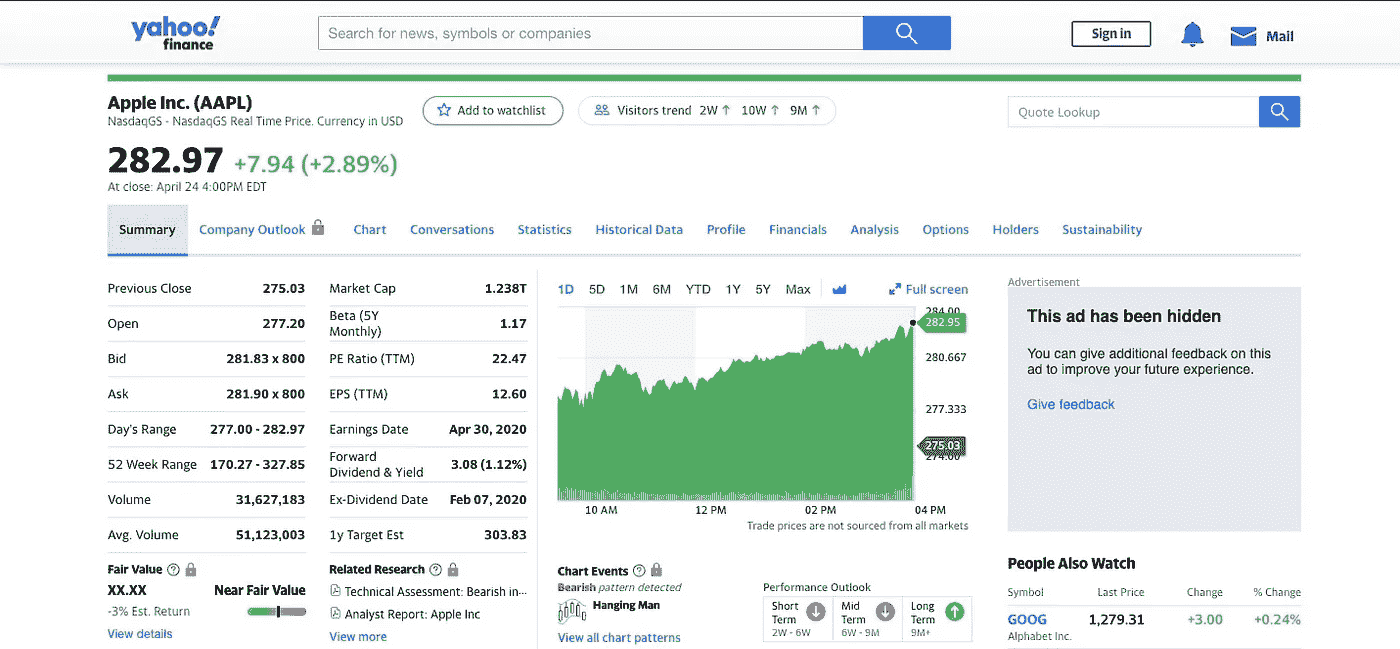 yahoo!
finance
Search for news, symbols or companies
Sign in
Mail
Apple Inc. (AAPL)
NasdaqGS - NasdaqGS Real Time Price. Currency in USD
Add to watchlist
Visitors trend 2W ↑ 10W ↑ 9M ↑
Quote Lookup
282.97 +7.94 (+2.89%)
At close: April 24 4:00PM EDT
Summary Company Outlook Chart Conversations Statistics Historical Data Profile Financials Analysis Options Holders Sustainability
Previous Close 275.03
Open 277.20
Bid 281.83 x 800
Ask 281.90 x 800
Day's Range 277.00 - 282.97
52 Week Range 170.27 - 327.85
Volume 31,627,183
Avg. Volume 51,123,003
Fair Value
XX.XX Near Fair Value
-3% Est. Return
View details
Market Cap 1.238T
Beta (5Y
Monthly) 1.17
PE Ratio (TTM) 22.47
EPS (TTM) 12.60
Earnings Date Apr 30, 2020
Forward
Dividend & Yield 3.08 (1.12%)
Ex-Dividend Date Feb 07, 2020
1y Target Est 303.83
Related Research
Technical Assessment: Bearish in...
Analyst Report: Apple Inc
View more
1D 5D 1M 6M YTD 1Y 5Y Max Full screen
284.00
282.95
280.667
277.333
275.03
274.00
10 AM 12 PM 02 PM 04 PM
Trade prices are not sourced from all markets
Chart Events
Bearish pattern detected
Hanging Man
View all chart patterns
Performance Outlook
Short
Term
2W - 6W
Mid
Term
6W - 9M
Long
Term
9M+
Advertisement
This ad has been hidden
You can give additional feedback on this
ad to improve your future experience.
Give feedback
People Also Watch
Symbol Last Price Change % Change
GOOG 1,279.31 +3.00 +0.24%
Alphabet Inc.